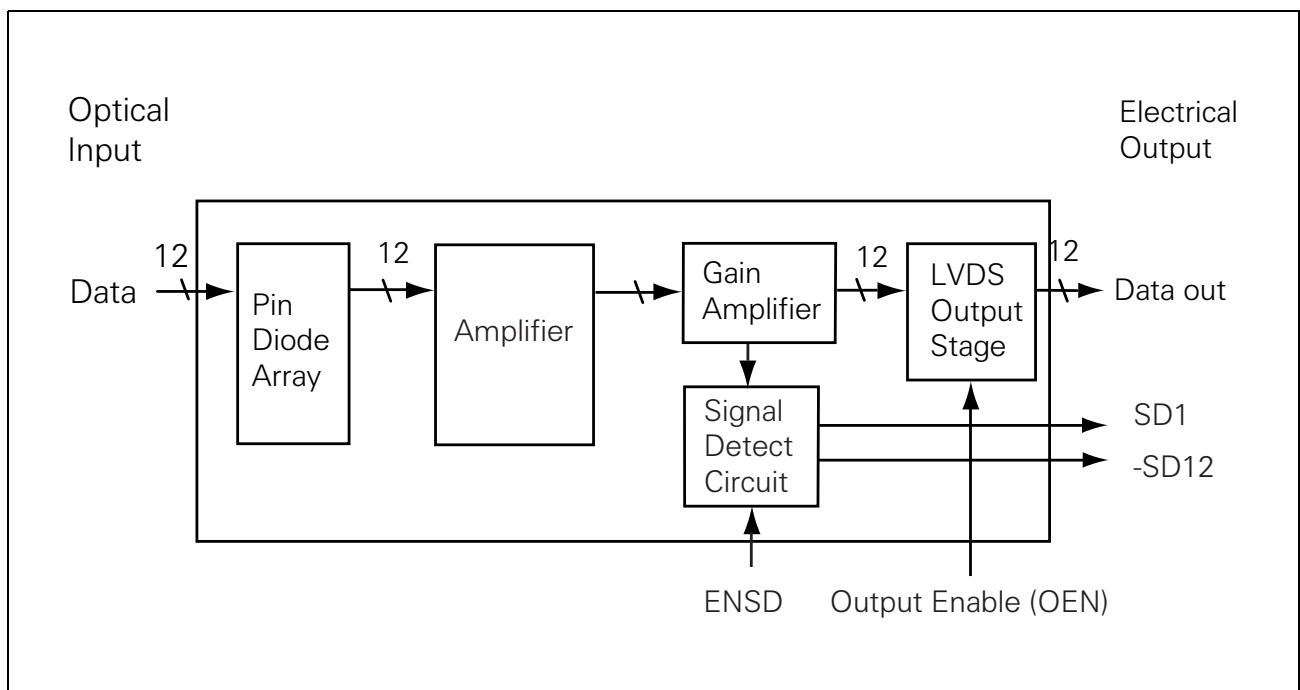 Optical
Input
Electrical
Output
12
12
12
12
Data
Pin
Diode
Array
Amplifier
Gain
Amplifier
LVDS
Output
Stage
Data out
Signal
Detect
Circuit
SD1
-SD12
ENSD
Output Enable (OEN)